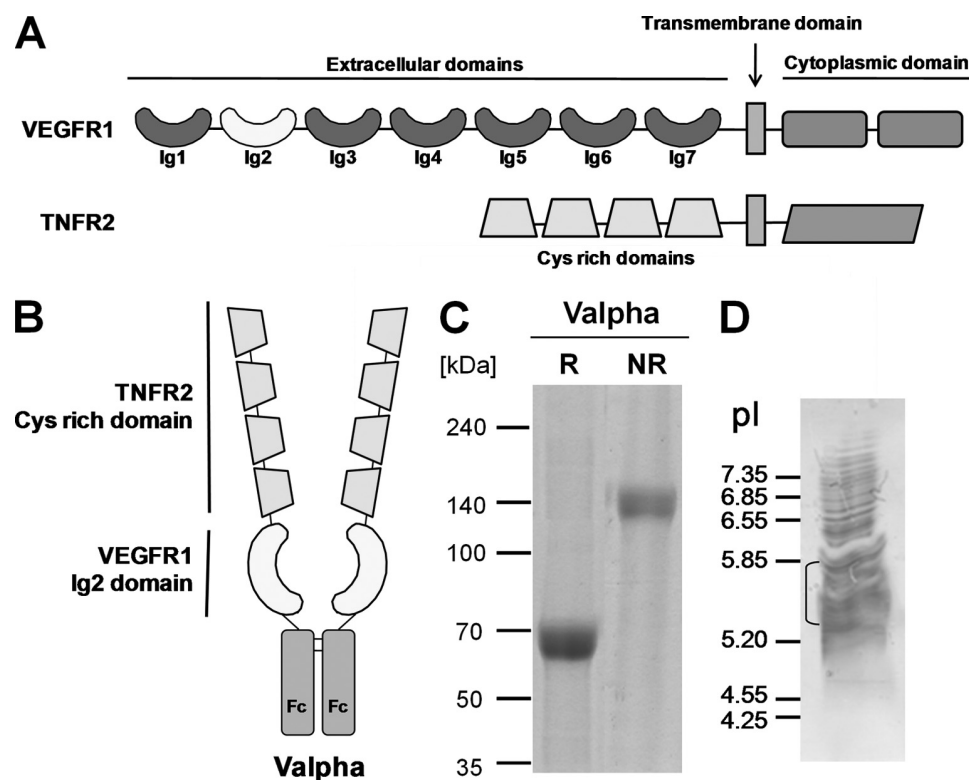 A
Transmembrane domain
Extracellular domains
Cytoplasmic domain
VEGFR1
Ig1 Ig2 Ig3 Ig4 Ig5 Ig6 Ig7
TNFR2
Cys rich domains
B
TNFR2
Cys rich domain
VEGFR1
Ig2 domain
Fc Fc
Valpha
C
Valpha
[kDa] R NR
240
140
100
70
50
35
D
pI
7.35
6.85
6.55
5.85
5.20
4.55
4.25